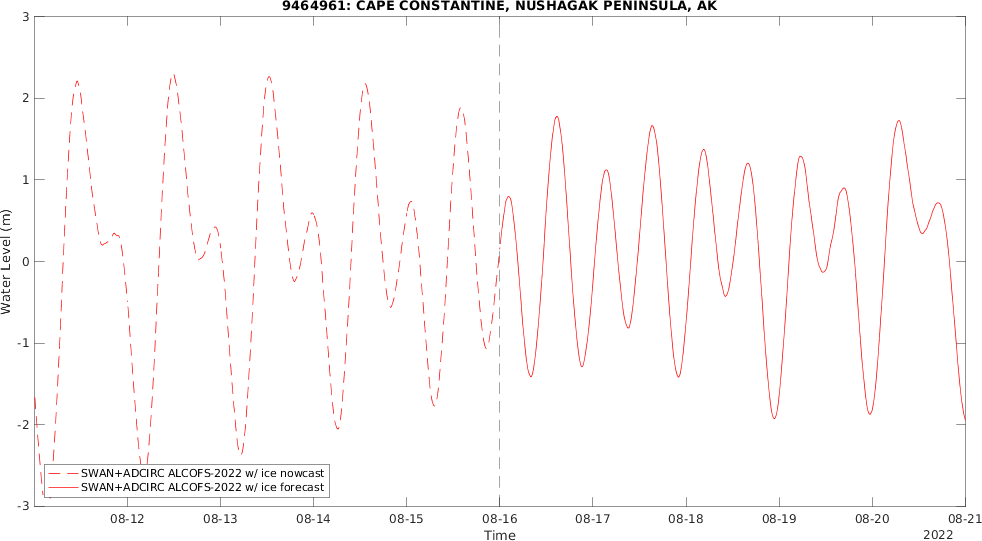 9464961: CAPE CONSTANTINE, NUSHAGAK PENINSULA, AK
3
2
1
0
-1
-2
-3
Water Level (m)
SWAN+ADCIRC ALCOFS-2022 w/ ice nowcast
SWAN+ADCIRC ALCOFS-2022 w/ ice forecast
08-12 08-13 08-14 08-15 08-16 08-17 08-18 08-19 08-20 08-21
Time
2022